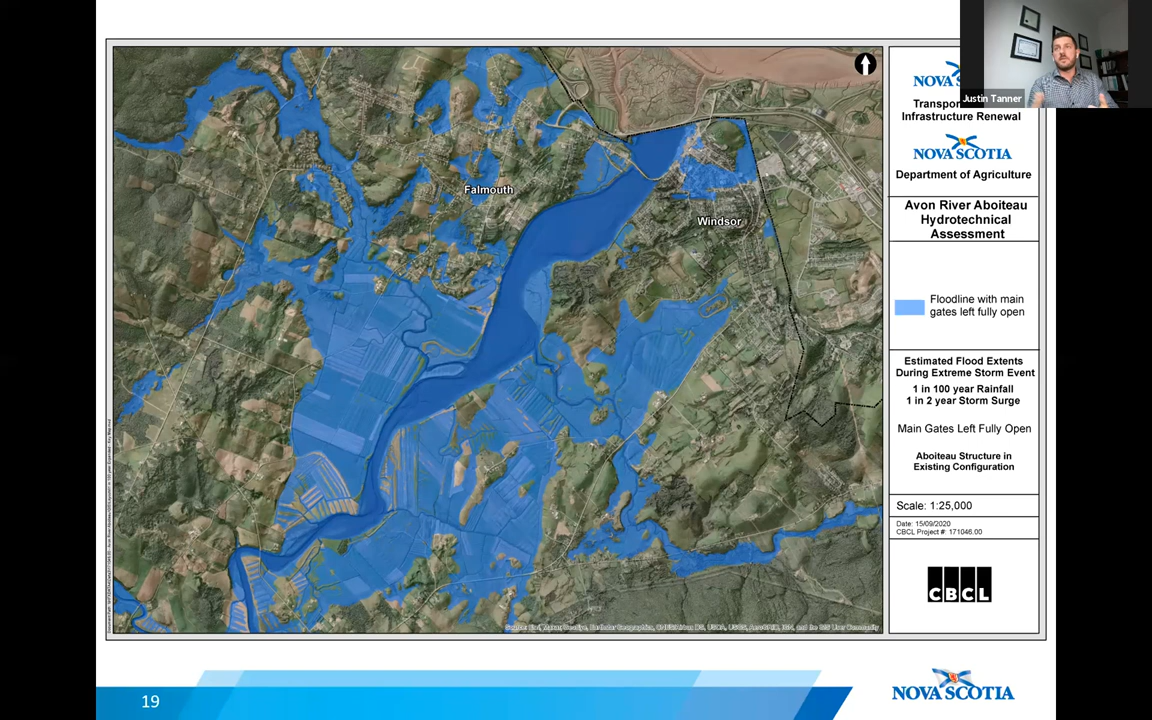 Justin Tanner
NOVA
Transpor
Infrastructure Renewal
NOVA SCOTIA
Department of Agriculture
Avon River Aboiteau
Hydrotechnical
Assessment
Floodline with main
gates left fully open
Estimated Flood Extents
During Extreme Storm Event
1 in 100 year Rainfall
1 in 2 year Storm Surge
Main Gates Left Fully Open
Aboiteau Structure in
Existing Configuration
Scale: 1:25,000
Date: 15/09/2020
CBCL Project #: 171046.00
CBCL
Falmouth
Windsor
19
NOVA SCOTIA